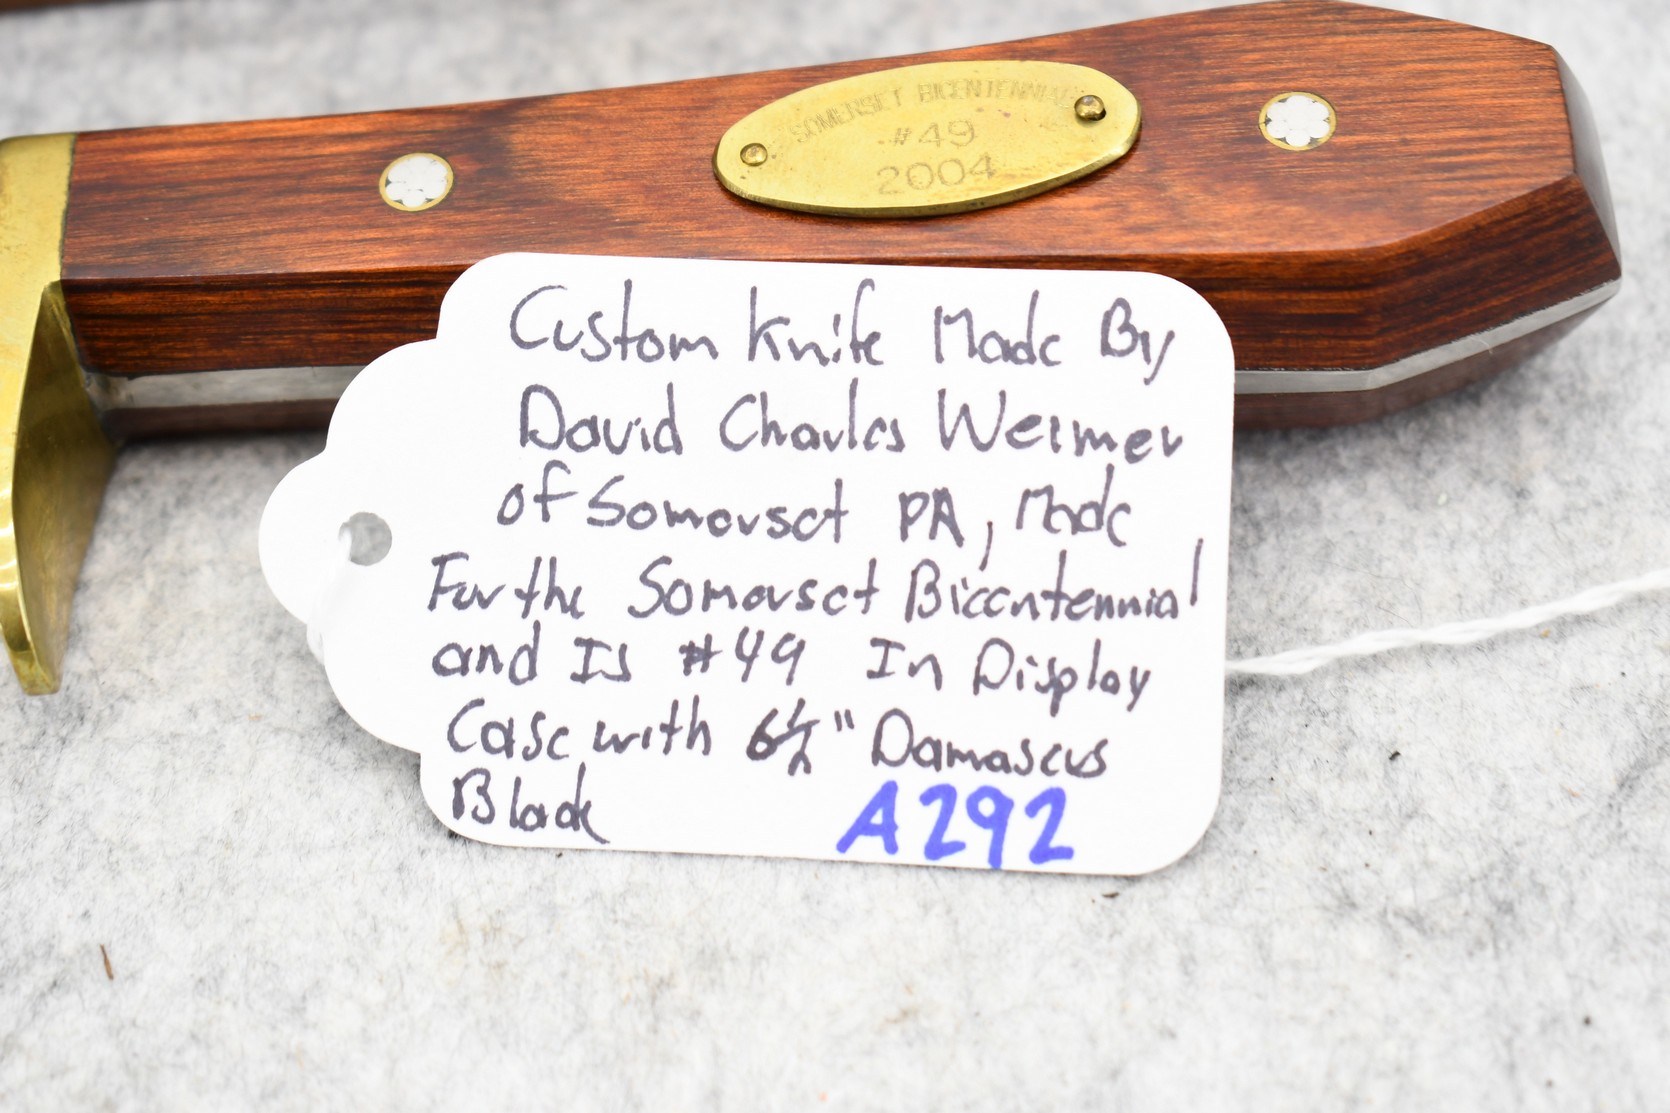 SOMERSET BICENTENNIAL
#49
2004
Custom Knife Made By
David Charles Weimer
of Somerset PA, Made
For the Somerset Bicentennial
and Is #49 In Display
Case with 6½" Damascus
Blade
A292